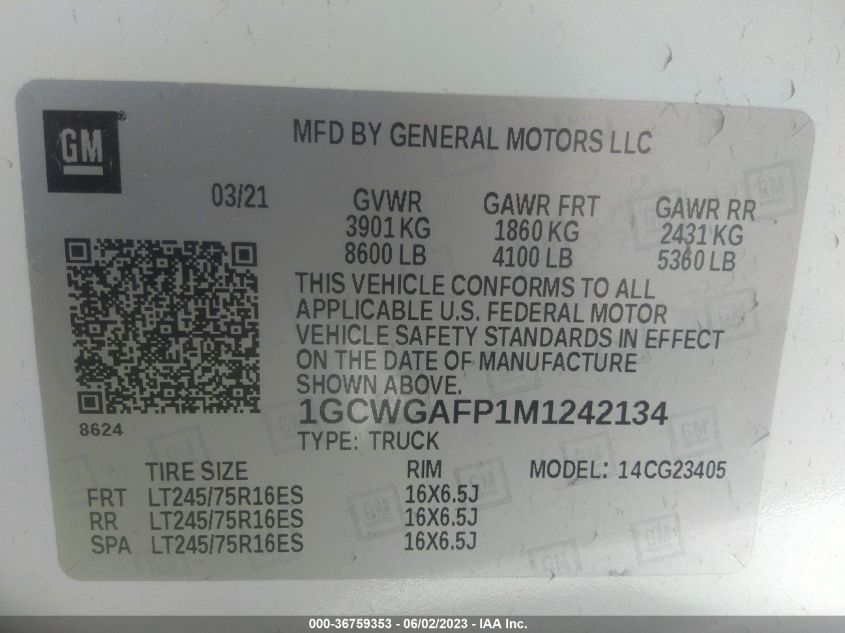 GM
MFD BY GENERAL MOTORS LLC
03/21 GVWR GAWR FRT GAWR RR
3901 KG 1860 KG 2431 KG
8600 LB 4100 LB 5360 LB
THIS VEHICLE CONFORMS TO ALL
APPLICABLE U.S. FEDERAL MOTOR
VEHICLE SAFETY STANDARDS IN EFFECT
ON THE DATE OF MANUFACTURE
SHOWN ABOVE.
1GCWGAFP1M1242134
8624
TYPE: TRUCK
TIRE SIZE RIM MODEL: 14CG23405
FRT LT245/75R16ES 16X6.5J
RR LT245/75R16ES 16X6.5J
SPA LT245/75R16ES 16X6.5J
000-36759353 - 06/02/2023 - IAA Inc.